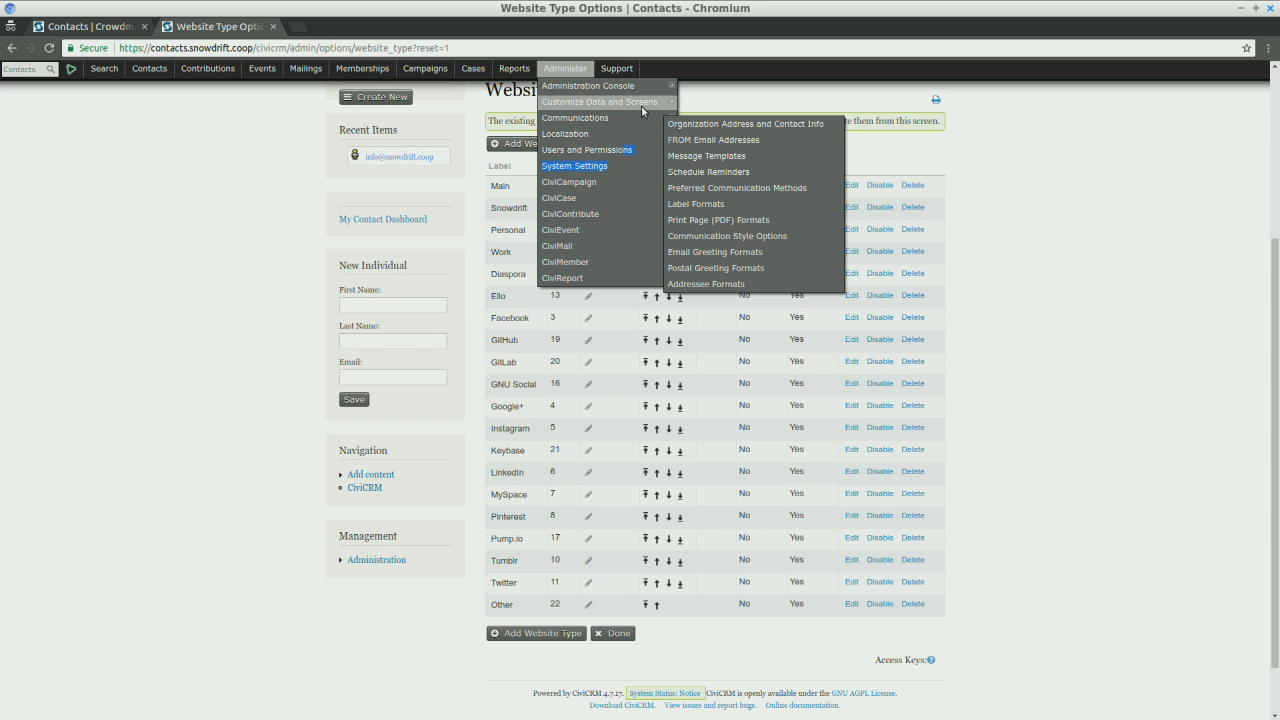 Website Type Options | Contacts - Chromium
Contacts | Crowdm
Website Type Optio
Secure
https://contacts.snowdrift.coop/civicrm/admin/options/website_type?reset=1
Contacts
Search
Contacts
Contributions
Events
Mailings
Memberships
Campaigns
Cases
Reports
Administer
Support
Create New
Recent Items
info@snowdrift.coop
My Contact Dashboard
New Individual
First Name:
Last Name:
Email:
Save
Navigation
Add content
CiviCRM
Management
Administration
Websi
The existing
te them from this screen.
Add We
Administration Console
Customize Data and Screens
Communications
Localization
Users and Permissions
System Settings
CiviCampaign
CiviCase
CiviContribute
CiviEvent
CiviMail
CiviMember
CiviReport
Organization Address and Contact Info
FROM Email Addresses
Message Templates
Schedule Reminders
Preferred Communication Methods
Label Formats
Print Page (PDF) Formats
Communication Style Options
Email Greeting Formats
Postal Greeting Formats
Addressee Formats
Label
Main Edit Disable Delete
Snowdrift Edit Disable Delete
Personal Edit Disable Delete
Work Edit Disable Delete
Diaspora Edit Disable Delete
Ello 13 No Yes Edit Disable Delete
Facebook 3 No Yes Edit Disable Delete
GitHub 19 No Yes Edit Disable Delete
GitLab 20 No Yes Edit Disable Delete
GNU Social 16 No Yes Edit Disable Delete
Google+ 4 No Yes Edit Disable Delete
Instagram 5 No Yes Edit Disable Delete
Keybase 21 No Yes Edit Disable Delete
LinkedIn 6 No Yes Edit Disable Delete
MySpace 7 No Yes Edit Disable Delete
Pinterest 8 No Yes Edit Disable Delete
Pump.io 17 No Yes Edit Disable Delete
Tumblr 10 No Yes Edit Disable Delete
Twitter 11 No Yes Edit Disable Delete
Other 22 No Yes Edit Disable Delete
Add Website Type
Done
Access Keys:
Powered by CiviCRM 4.7.17. System Status: Notice CiviCRM is openly available under the GNU AGPL License.
Download CiviCRM. View issues and report bugs. Online documentation.